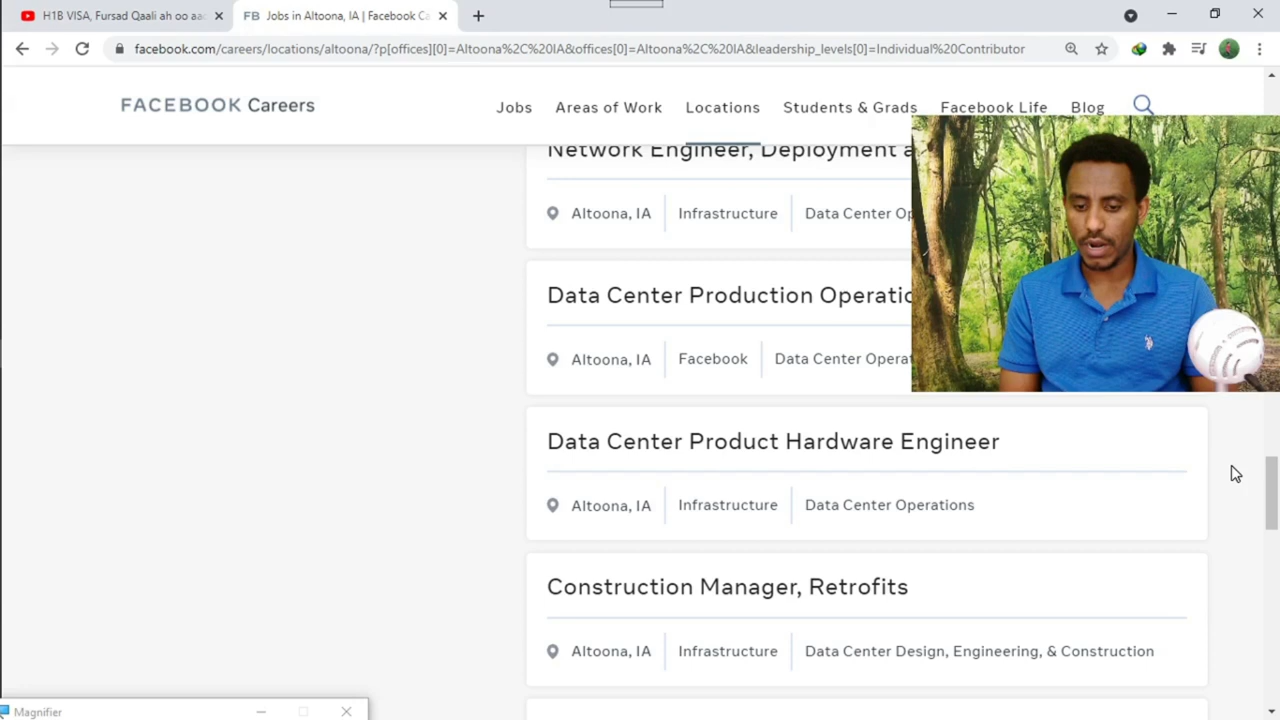 H1B VISA, Fursad Qaali ah oo aad
FB Jobs in Altoona, IA | Facebook Ca
facebook.com/careers/locations/altoona/?p[offices][0]=Altoona%2C%20IA&offices[0]=Altoona%2C%20IA&leadership_levels[0]=Individual%20Contributor
FACEBOOK Careers
Jobs Areas of Work Locations Students & Grads Facebook Life Blog
Network Engineer, Deployment a
Altoona, IA Infrastructure Data Center Op
Data Center Production Operatio
Altoona, IA Facebook Data Center Operat
Data Center Product Hardware Engineer
Altoona, IA Infrastructure Data Center Operations
Construction Manager, Retrofits
Altoona, IA Infrastructure Data Center Design, Engineering, & Construction
Magnifier